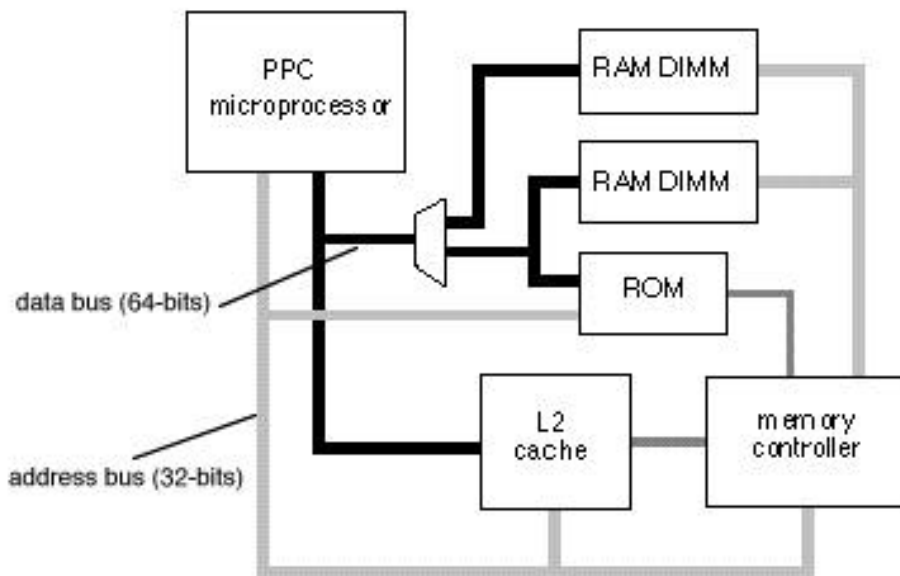 PPC
microprocessor
RAM DIMM
RAM DIMM
data bus (64-bits)
ROM
L2
cache
memory
controller
address bus (32-bits)